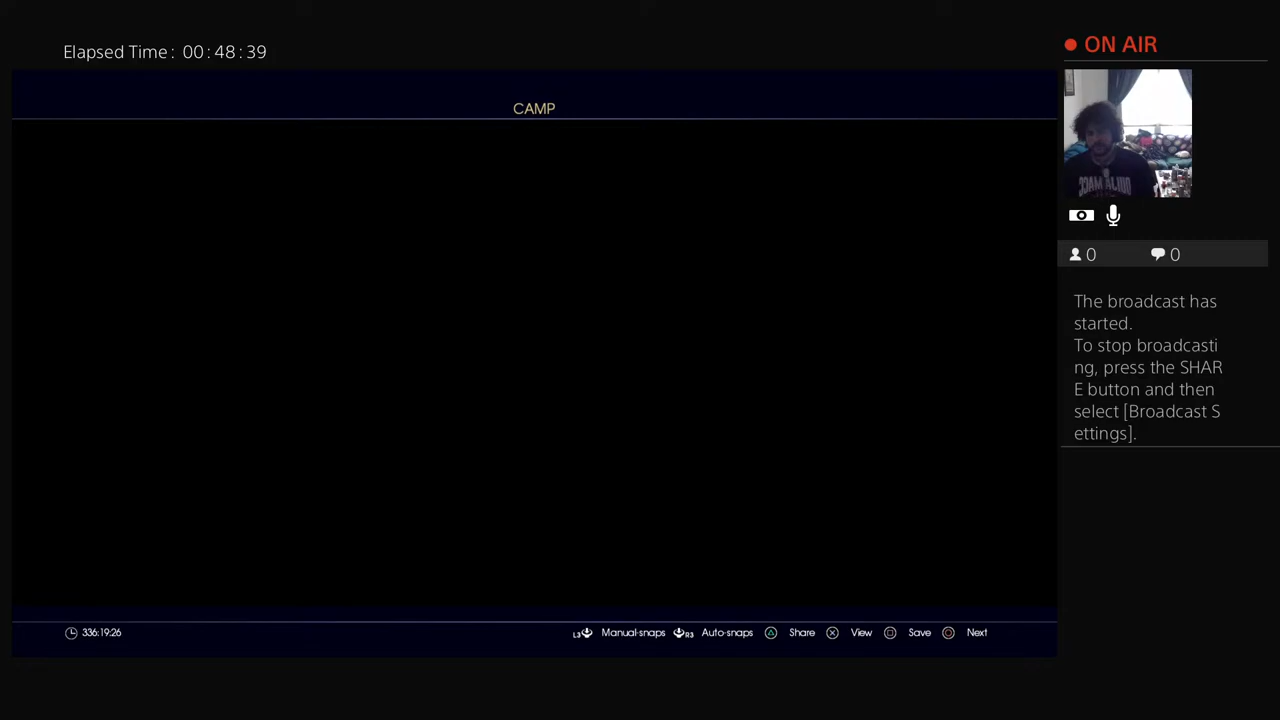 Elapsed Time: 00:48:39
ON AIR
CAMP
0 0
The broadcast has
started.
To stop broadcasti
ng, press the SHAR
E button and then
select [Broadcast S
ettings].
336:19:26 L3 Manual-snaps R3 Auto-snaps Share View Save Next